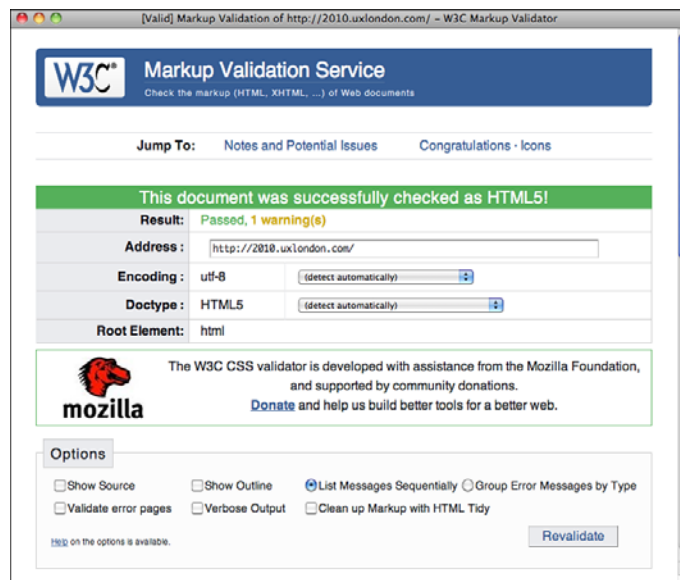 [Valid] Markup Validation of http://2010.uxlondon.com/ – W3C Markup Validator
W3C® Markup Validation Service
Check the markup (HTML, XHTML, ...) of Web documents
Jump To: Notes and Potential Issues Congratulations · Icons
This document was successfully checked as HTML5!
Result: Passed, 1 warning(s)
Address : http://2010.uxlondon.com/
Encoding : utf-8 (detect automatically)
Doctype : HTML5 (detect automatically)
Root Element: html
The W3C CSS validator is developed with assistance from the Mozilla Foundation,
and supported by community donations.
Donate and help us build better tools for a better web.
mozilla
Options
Show Source Show Outline List Messages Sequentially Group Error Messages by Type
Validate error pages Verbose Output Clean up Markup with HTML Tidy
Help on the options is available. Revalidate